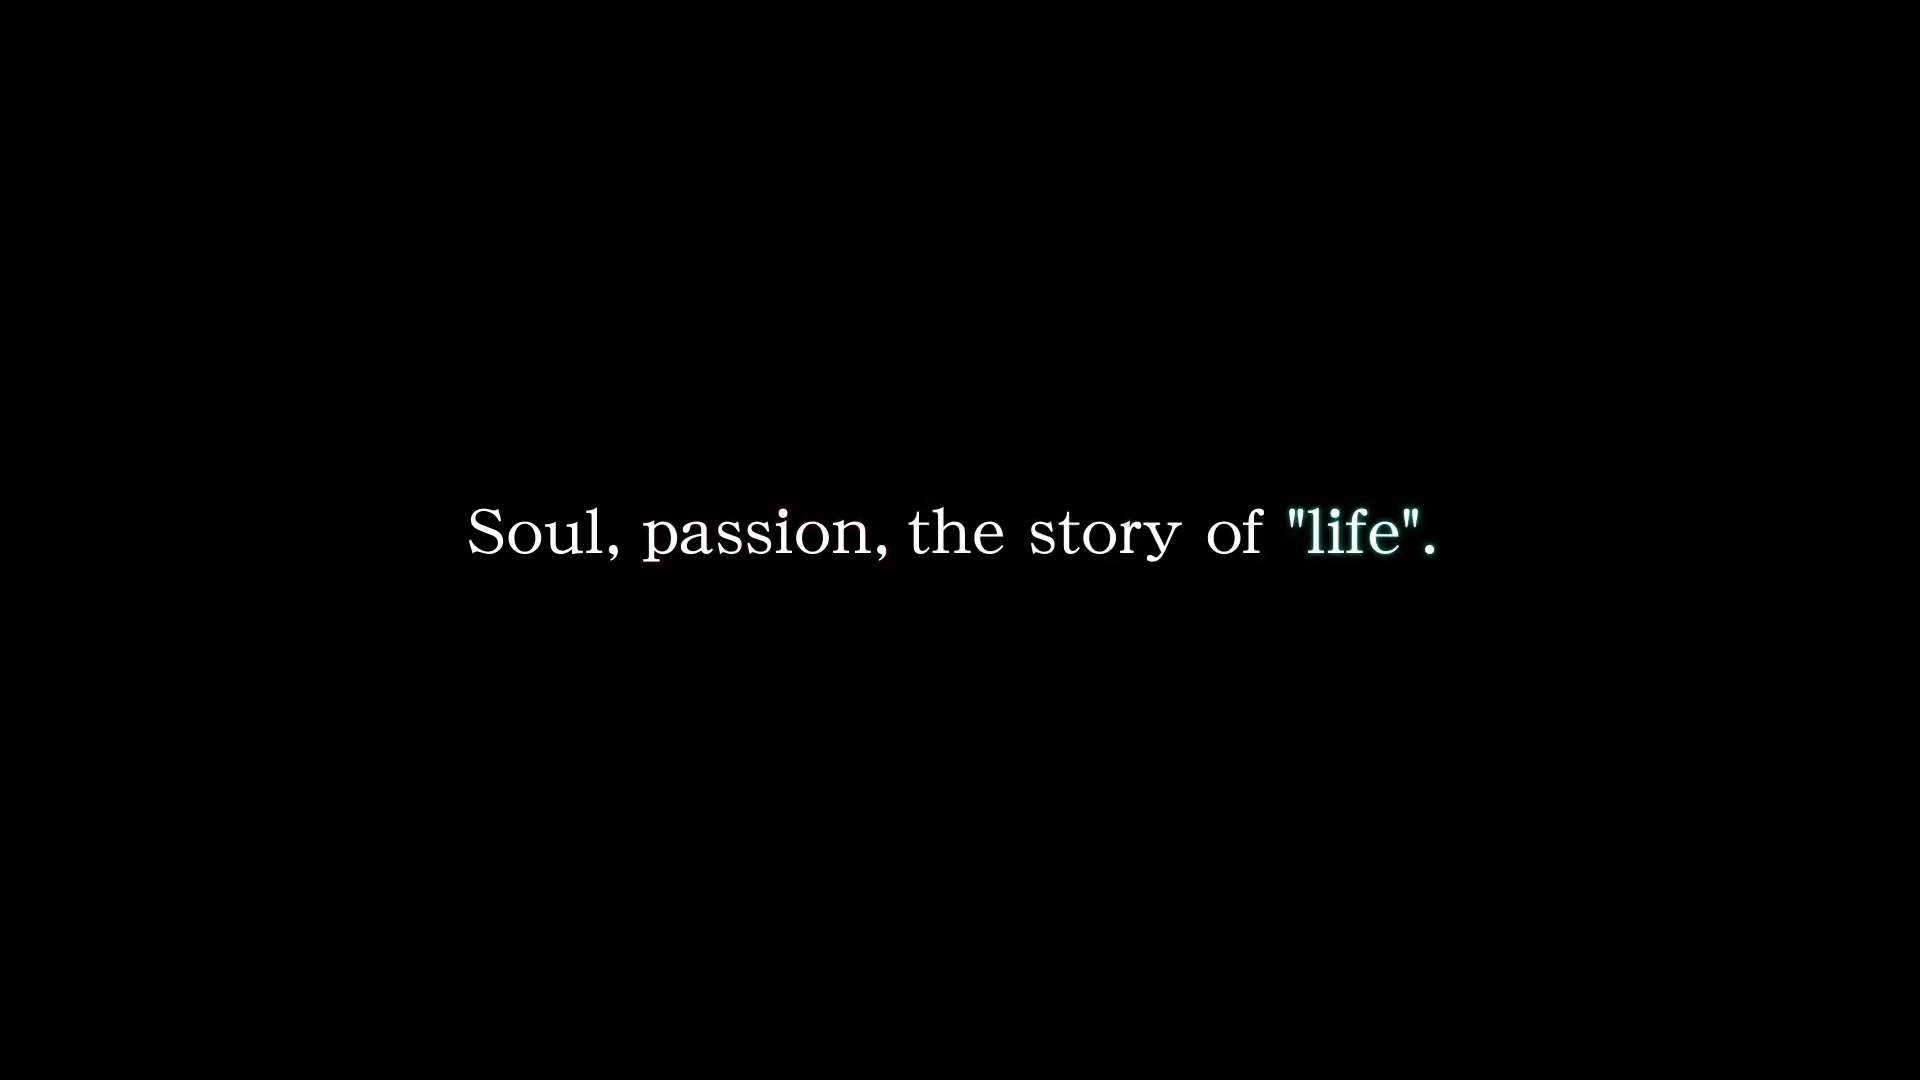 Soul, passion, the story of "life".